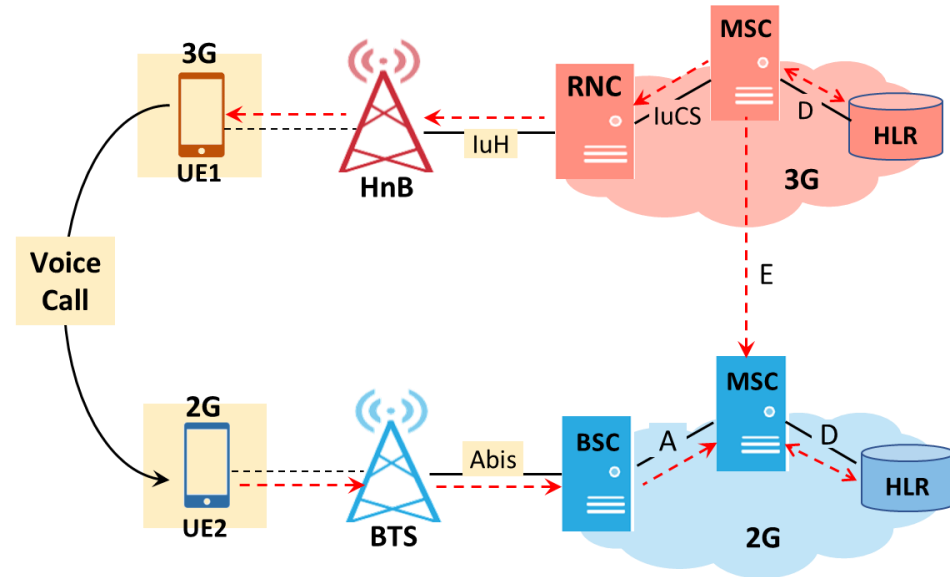 3G
UE1
HnB
IuH
RNC
IuCS
MSC
D
HLR
3G
Voice
Call
E
2G
UE2
BTS
Abis
BSC
A
MSC
D
HLR
2G